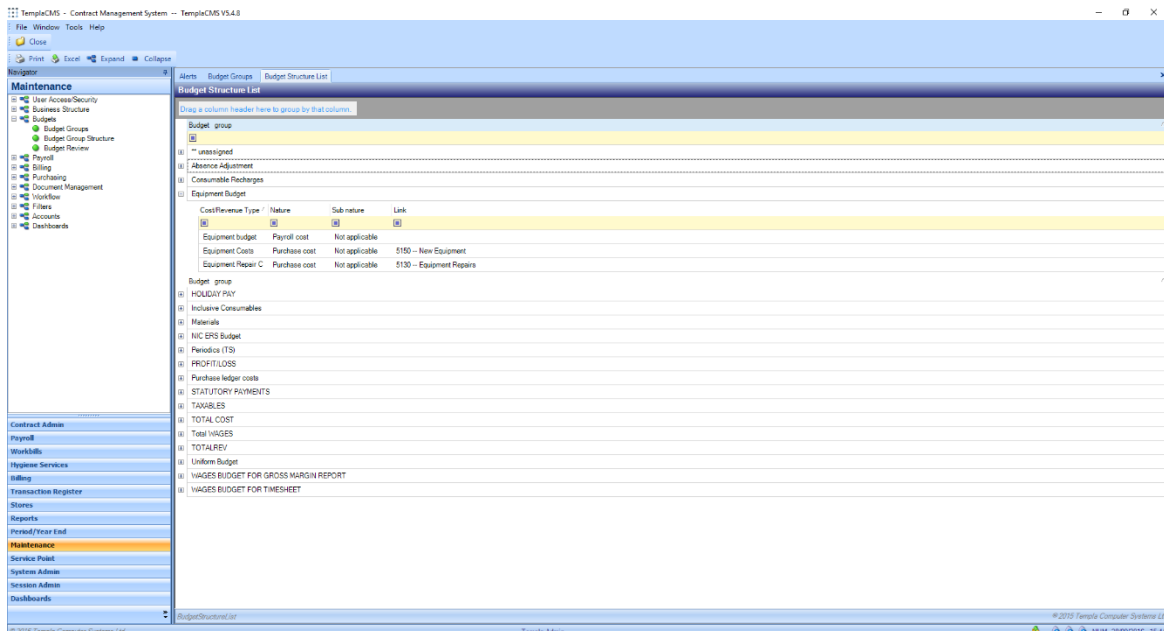 TemplaCMS - Contract Management System -- TemplaCMS V5.4.8
File Window Tools Help
Close
Print Excel Expand Collapse
Navigator
Maintenance
User Access/Security
Business Structure
Budgets
Budget Groups
Budget Group Structure
Budget Review
Payroll
Billing
Purchasing
Document Management
Workflow
Filters
Accounts
Dashboards
Contract Admin
Payroll
Workbills
Hygiene Services
Billing
Transaction Register
Stores
Reports
Period/Year End
Maintenance
Service Point
System Admin
Session Admin
Dashboards
Alerts Budget Groups Budget Structure List
Budget Structure List
Drag a column header here to group by that column.
Budget group
** unassigned
Absence Adjustment
Consumable Recharges
Equipment Budget
Cost/Revenue Type Nature Sub nature Link
Equipment budget Payroll cost Not applicable
Equipment Costs Purchase cost Not applicable 5150 -- New Equipment
Equipment Repair C Purchase cost Not applicable 5130 -- Equipment Repairs
Budget group
HOLIDAY PAY
Inclusive Consumables
Materials
NIC ERS Budget
Periodics (TS)
PROFIT/LOSS
Purchase ledger costs
STATUTORY PAYMENTS
TAXABLES
TOTAL COST
Total WAGES
TOTALREV
Uniform Budget
WAGES BUDGET FOR GROSS MARGIN REPORT
WAGES BUDGET FOR TIMESHEET
BudgetStructureList © 2015 Templa Computer Systems Lt